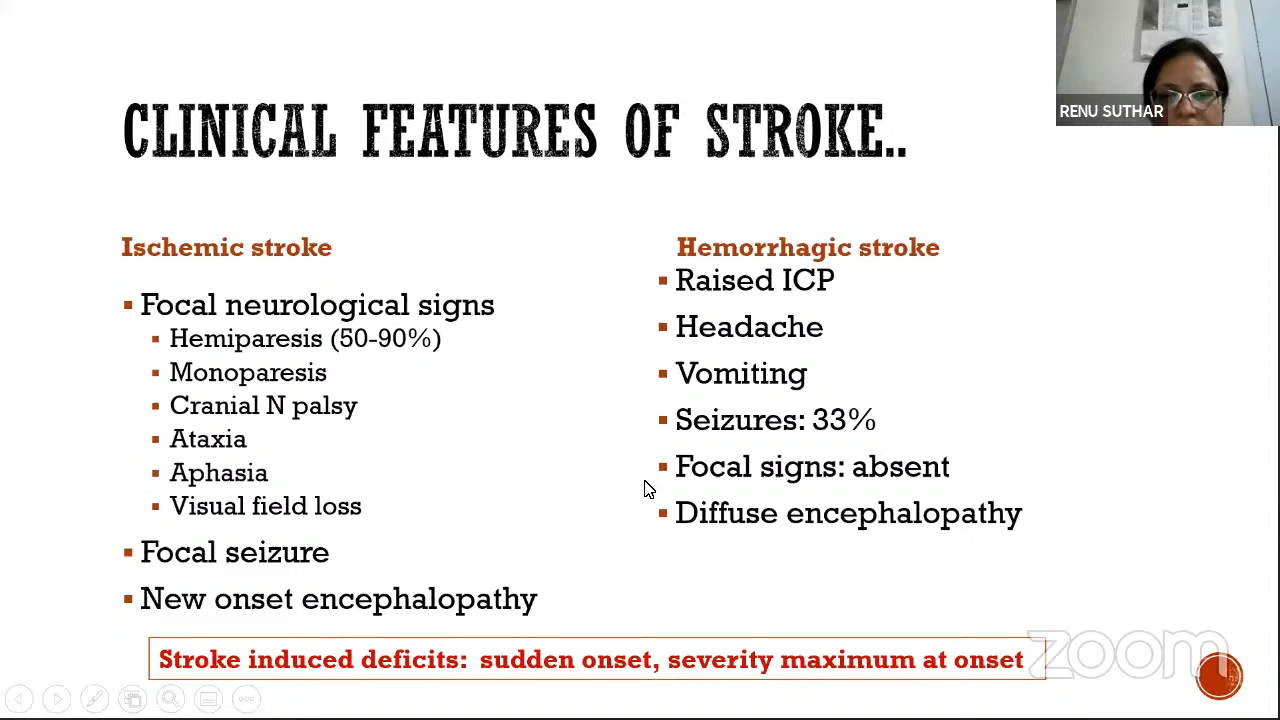 RENU SUTHAR
CLINICAL FEATURES OF STROKE..
Ischemic stroke
Focal neurological signs
Hemiparesis (50-90%)
Monoparesis
Cranial N palsy
Ataxia
Aphasia
Visual field loss
Focal seizure
New onset encephalopathy
Hemorrhagic stroke
Raised ICP
Headache
Vomiting
Seizures: 33%
Focal signs: absent
Diffuse encephalopathy
Stroke induced deficits: sudden onset, severity maximum at onset
zoom